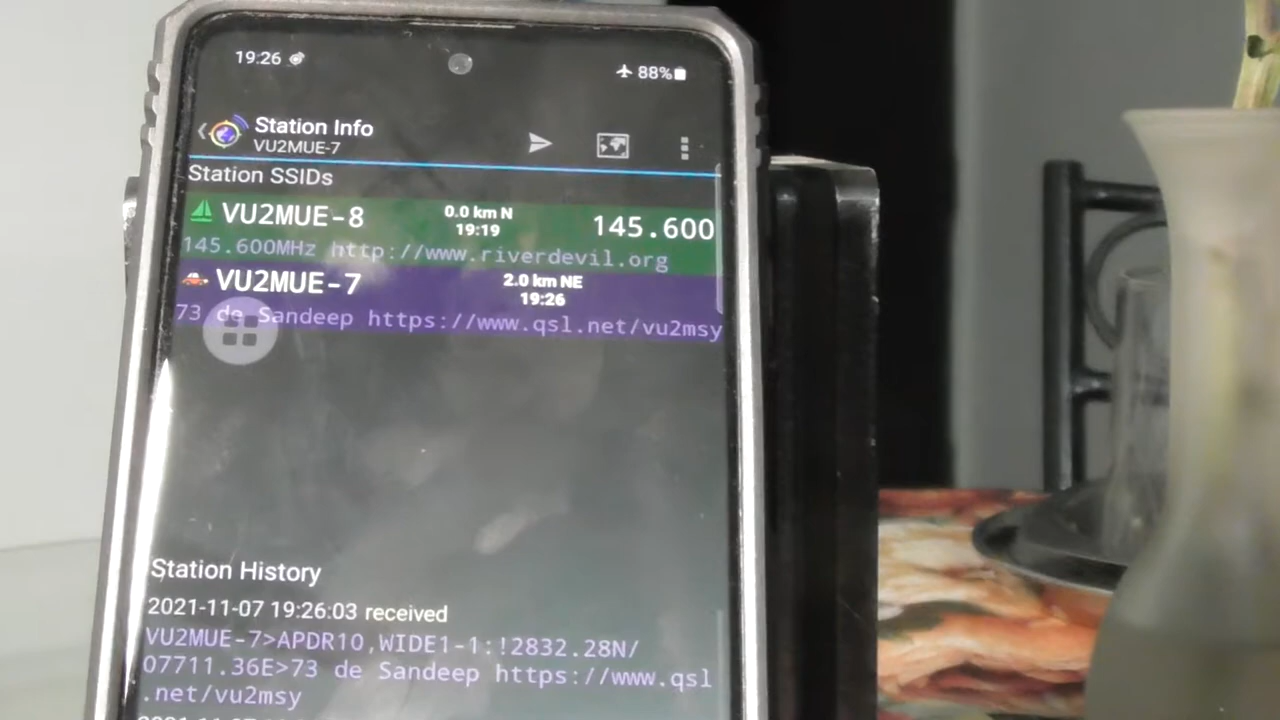 19:26
88%
Station Info
VU2MUE-7
Station SSIDs
VU2MUE-8 0.0 km N 19:19 145.600
145.600MHz http://www.riverdevil.org
VU2MUE-7 2.0 km NE 19:26
73 de Sandeep https://www.qsl.net/vu2msy
Station History
2021-11-07 19:26:03 received
VU2MUE-7>APDR10,WIDE1-1:!2832.28N/
07711.36E>73 de Sandeep https://www.qsl
.net/vu2msy